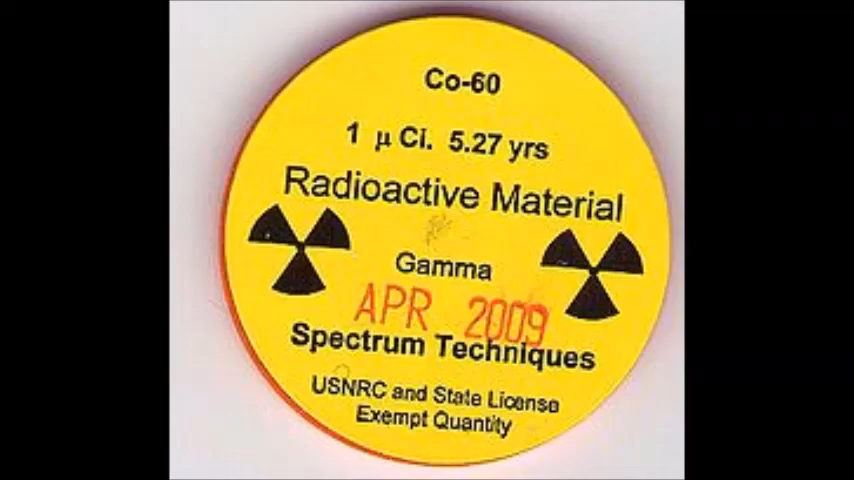 Co-60
1 μ Ci. 5.27 yrs
Radioactive Material
Gamma
APR 2009
Spectrum Techniques
USNRC and State License
Exempt Quantity